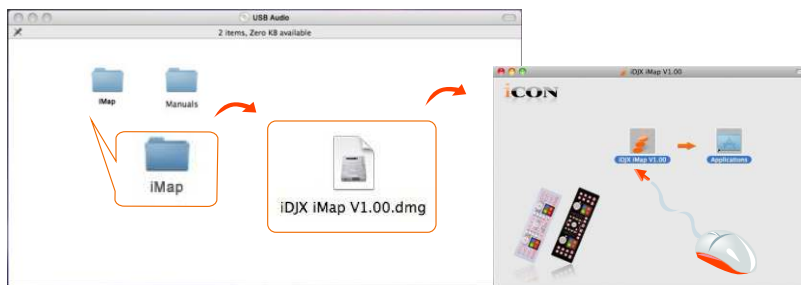 USB Audio
2 items, Zero KB available
iMap
Manuals
iMap
iDJX iMap V1.00.dmg
iDJX iMap V1.00
iCON
iDJX iMap V1.00
Applications